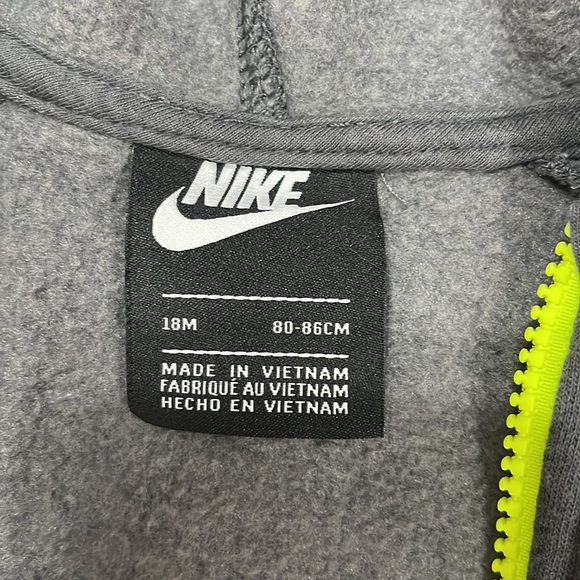 NIKE
18M 80-86CM
MADE IN VIETNAM
FABRIQUÉ AU VIETNAM
HECHO EN VIETNAM